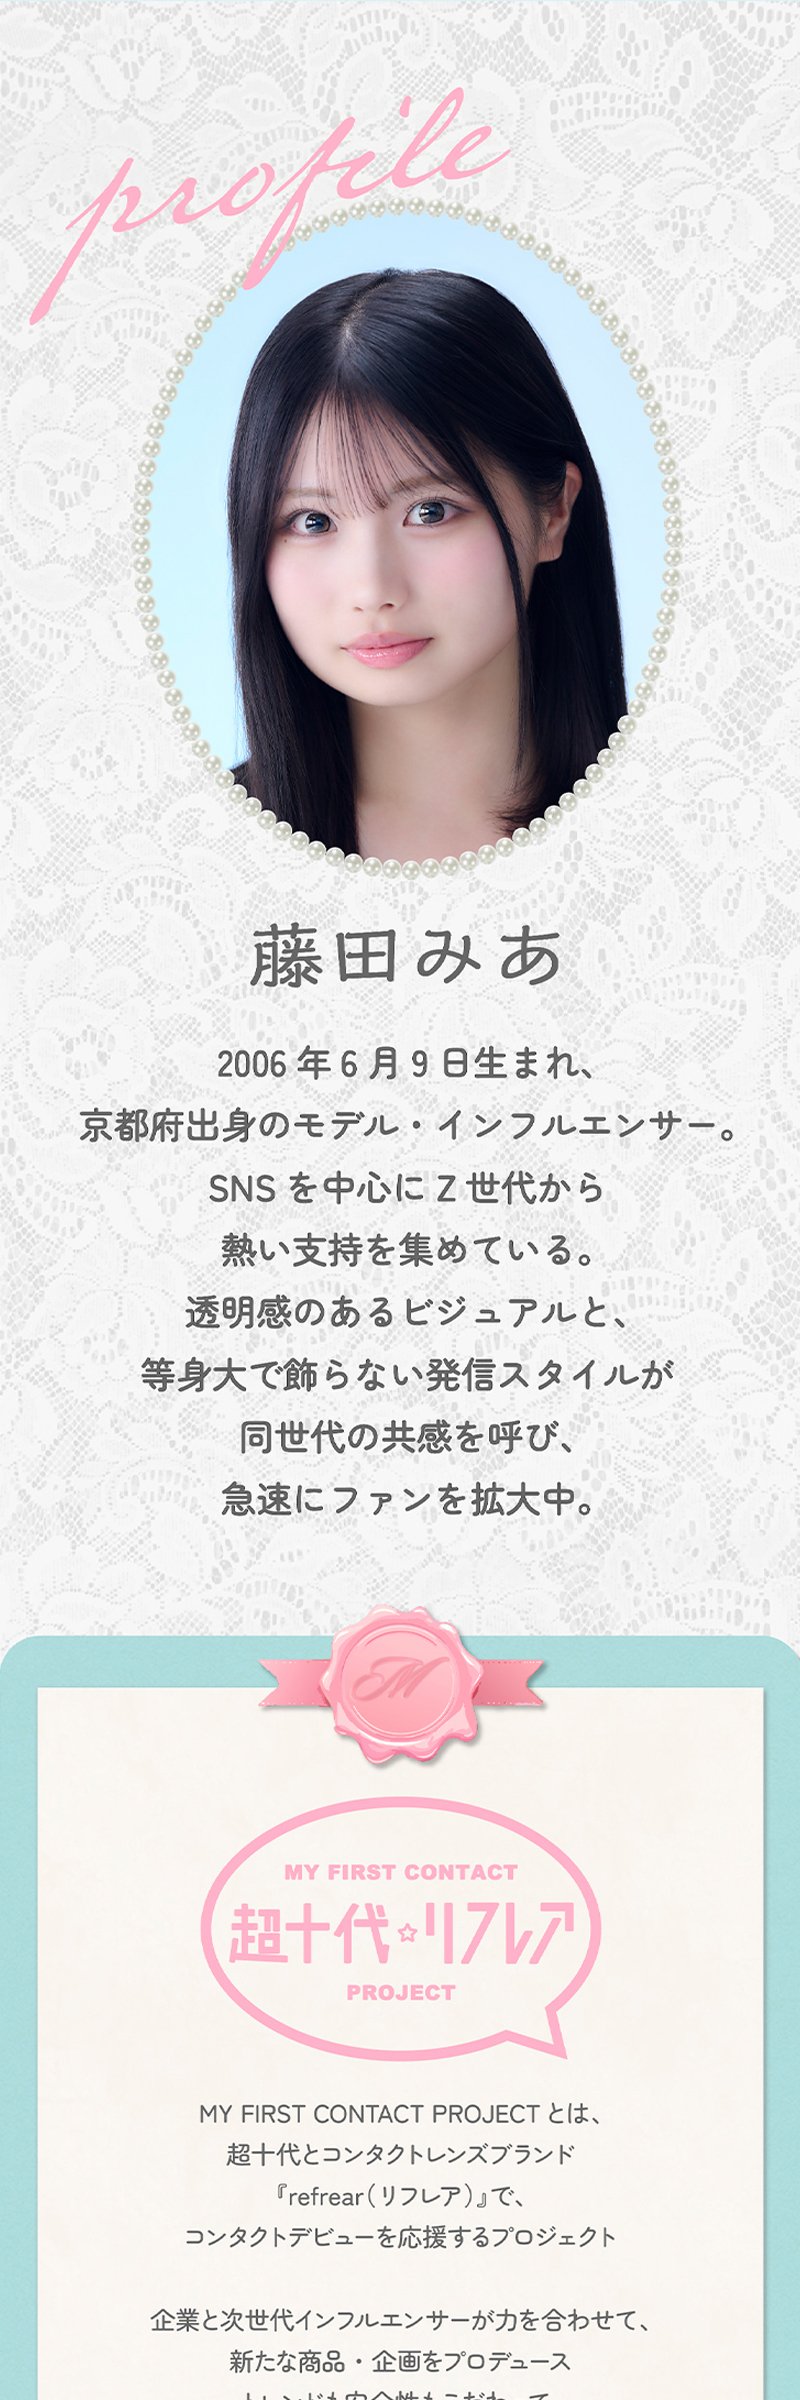 profile
藤田みあ
2006年6月9日生まれ、
京都府出身のモデル・インフルエンサー。
SNSを中心にZ世代から
熱い支持を集めている。
透明感のあるビジュアルと、
等身大で飾らない発信スタイルが
同世代の共感を呼び、
急速にファンを拡大中。
M
MY FIRST CONTACT
超十代☆リフレア
PROJECT
MY FIRST CONTACT PROJECTとは、
超十代とコンタクトレンズブランド
『refrear（リフレア）』で、
コンタクトデビューを応援するプロジェクト
企業と次世代インフルエンサーが力を合わせて、
新たな商品・企画をプロデュース